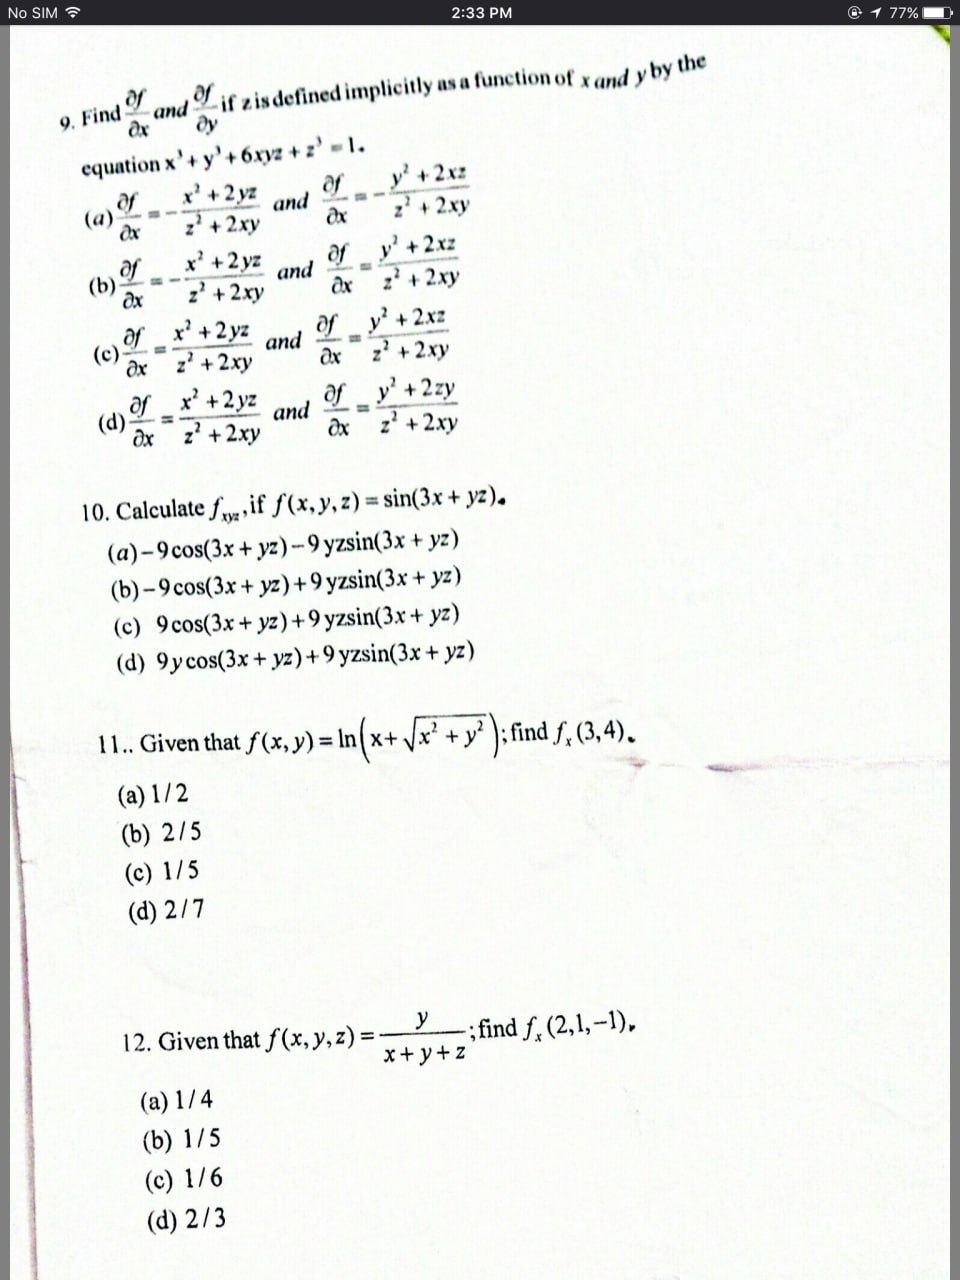 No SIM 2:33 PM 77%
9. Find ∂f/∂x and ∂f/∂y if z is defined implicitly as a function of x and y by the
equation x³ + y³ + 6xyz + z³ = 1.
(a) ∂f/∂x = - (x² + 2yz)/(z² + 2xy) and ∂f/∂x = - (y² + 2xz)/(z² + 2xy)
(b) ∂f/∂x = - (x² + 2yz)/(z² + 2xy) and ∂f/∂x = (y² + 2xz)/(z² + 2xy)
(c) ∂f/∂x = (x² + 2yz)/(z² + 2xy) and ∂f/∂x = (y² + 2xz)/(z² + 2xy)
(d) ∂f/∂x = (x² + 2yz)/(z² + 2xy) and ∂f/∂x = (y² + 2zy)/(z² + 2xy)
10. Calculate f_xyz, if f(x, y, z) = sin(3x + yz).
(a) -9cos(3x + yz) - 9yzsin(3x + yz)
(b) -9cos(3x + yz) + 9yzsin(3x + yz)
(c) 9cos(3x + yz) + 9yzsin(3x + yz)
(d) 9ycos(3x + yz) + 9yzsin(3x + yz)
11.. Given that f(x, y) = ln(x + √(x² + y²)); find f_x(3,4).
(a) 1/2
(b) 2/5
(c) 1/5
(d) 2/7
12. Given that f(x, y, z) = y/(x + y + z); find f_x(2,1,-1).
(a) 1/4
(b) 1/5
(c) 1/6
(d) 2/3